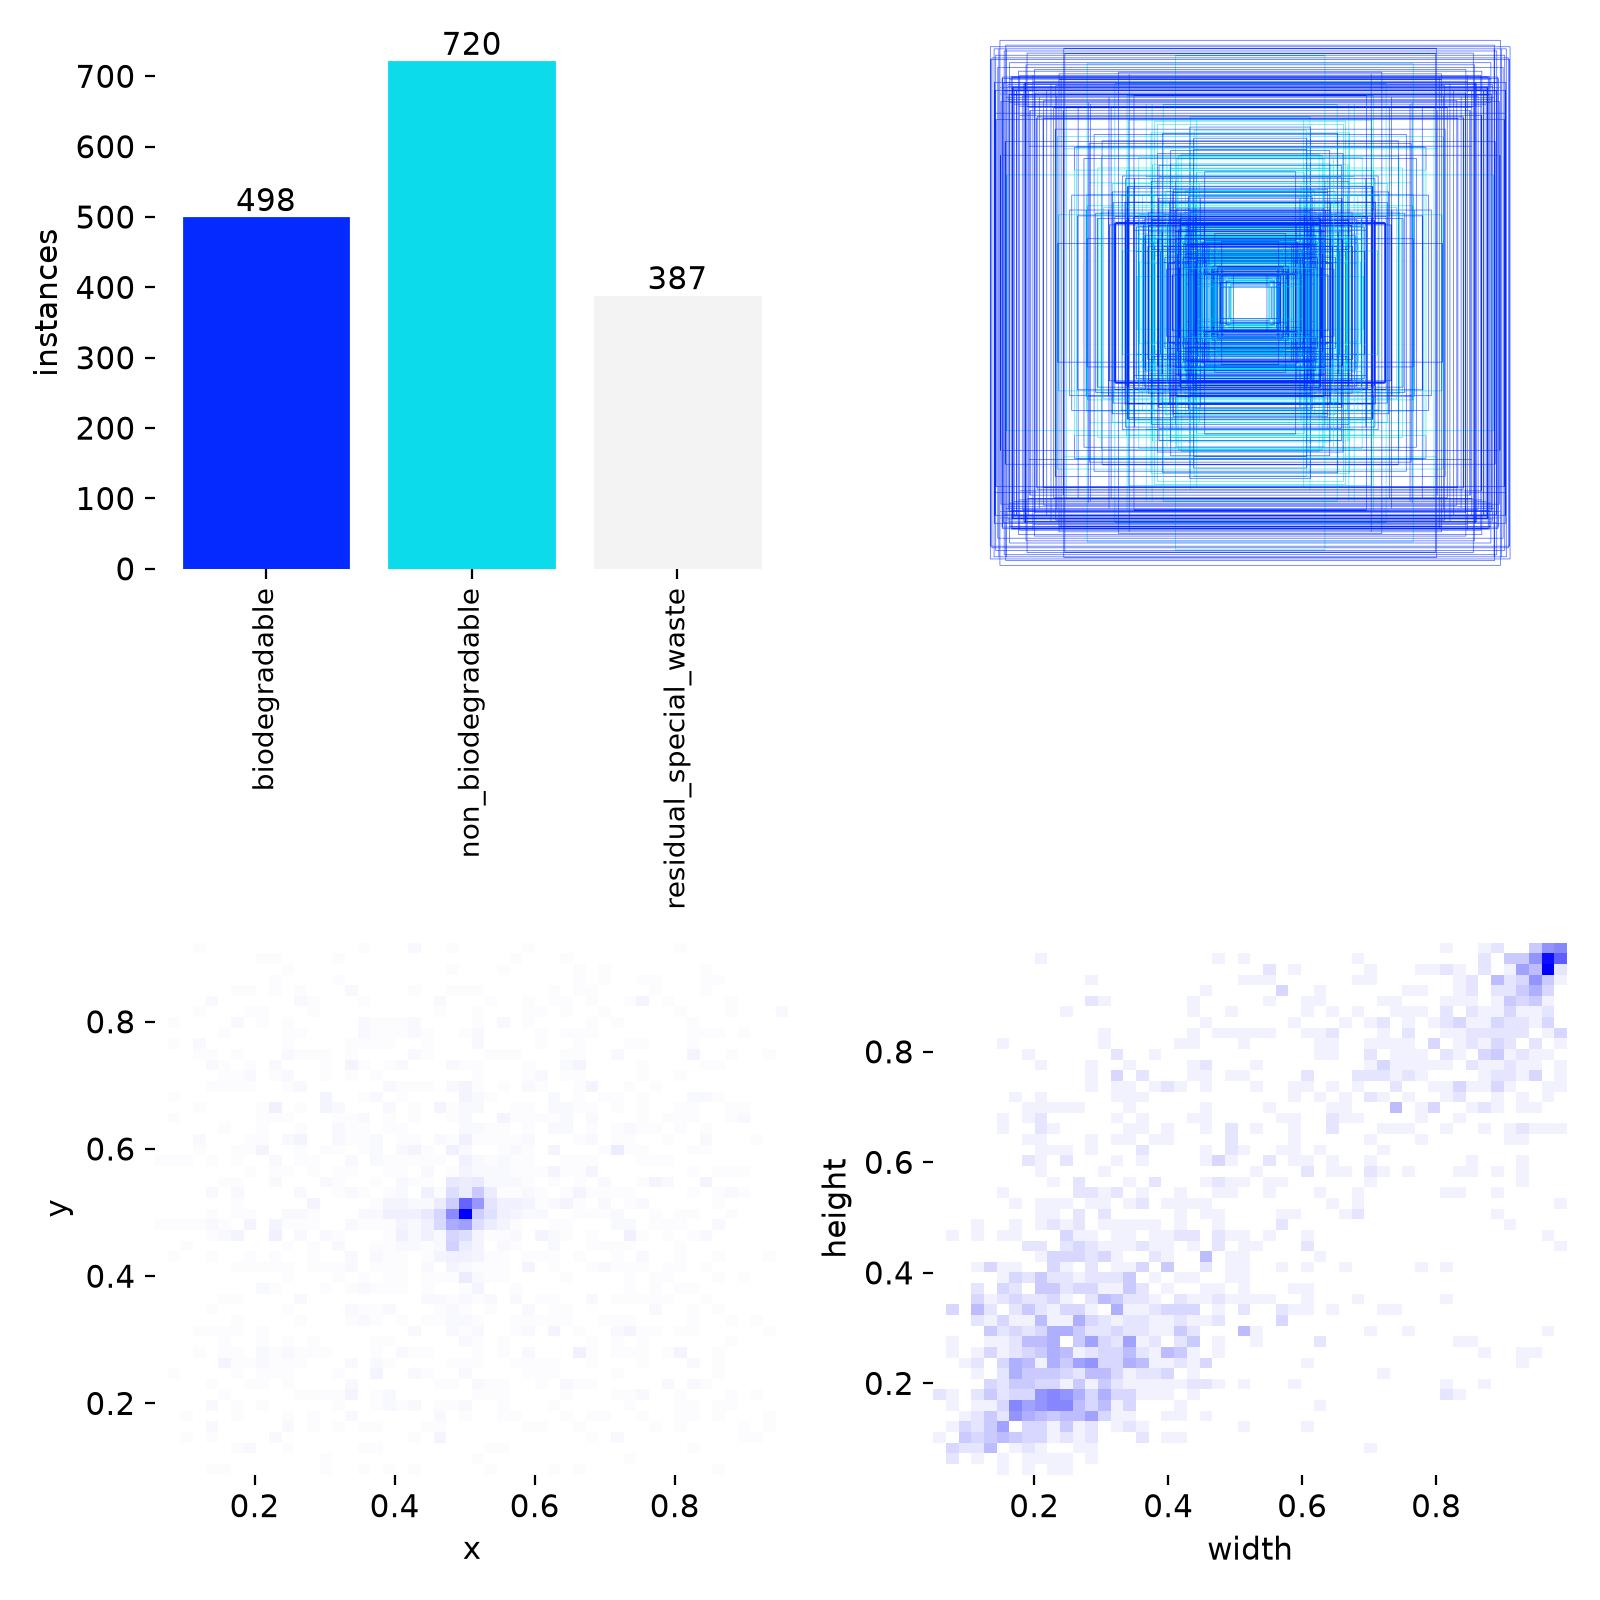 720
700
600
498
500
387
400
300
200
100
0
instances
biodegradable
non_biodegradable
residual_special_waste
0.8
0.6
0.4
0.2
y
0.2 0.4 0.6 0.8
x
0.8
0.6
0.4
0.2
height
0.2 0.4 0.6 0.8
width